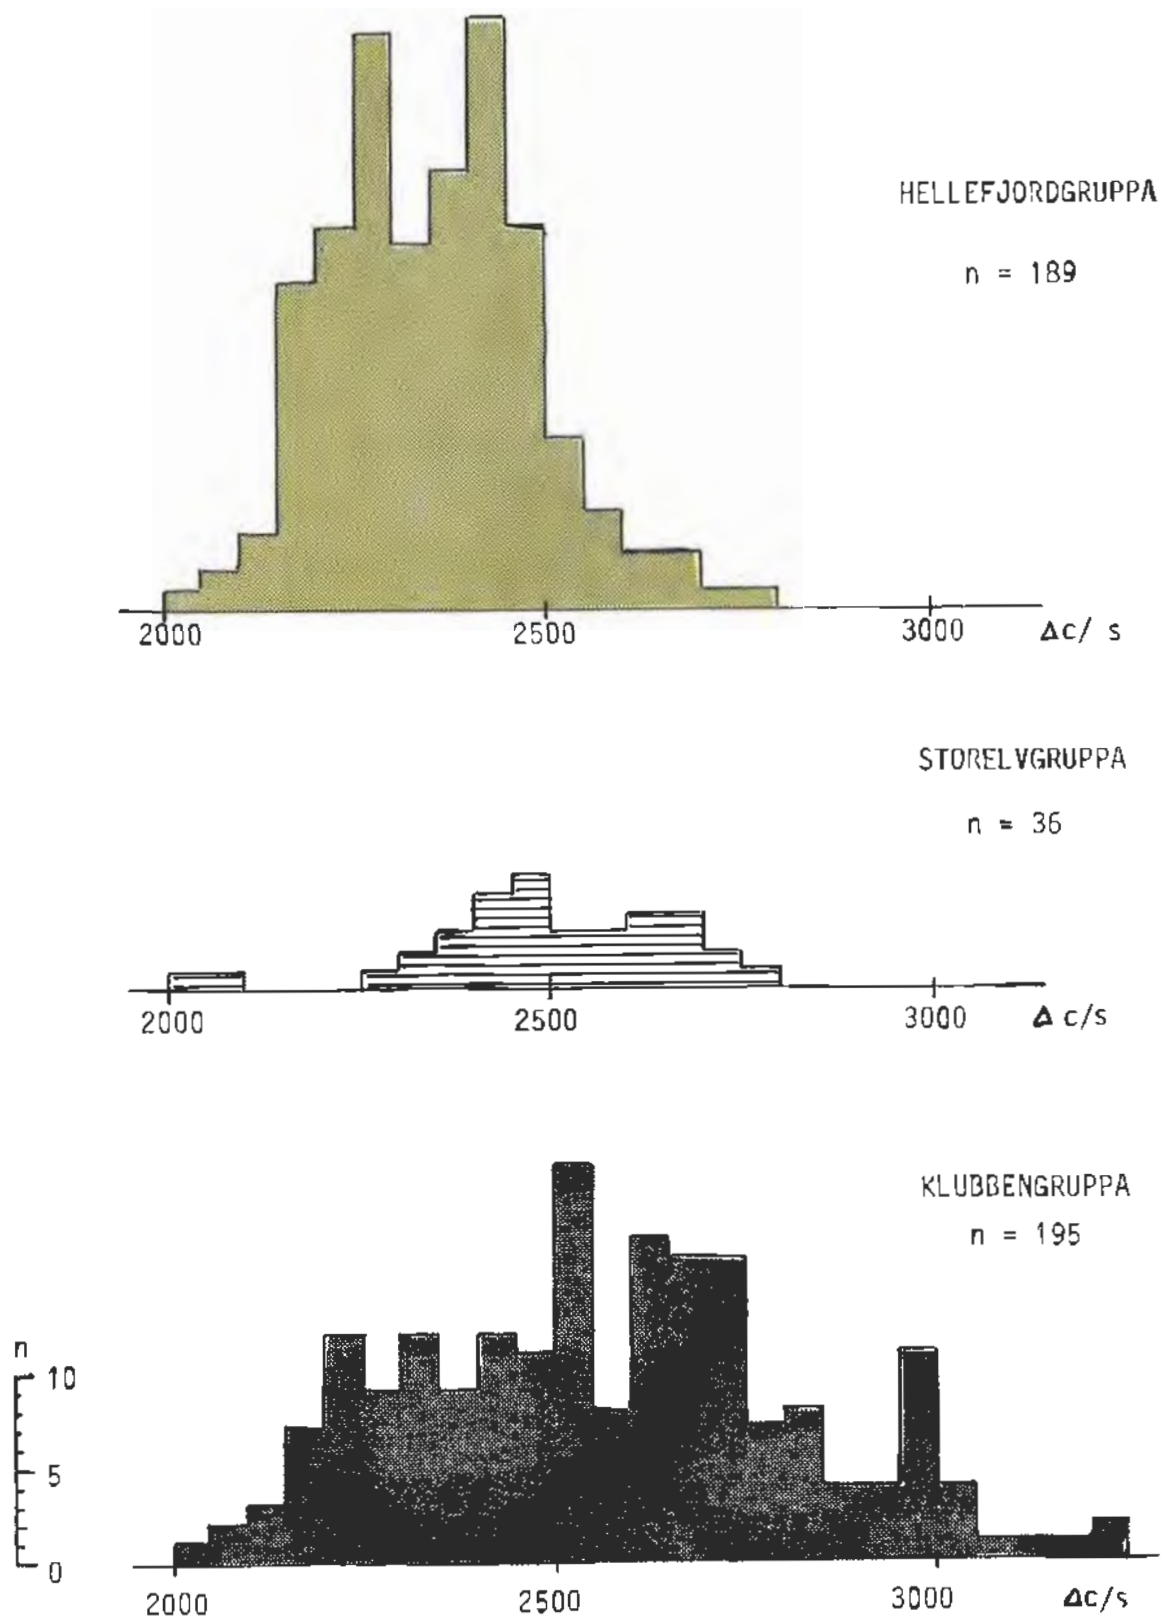 HELLEFJORDGRUPPA
n = 189
2000 2500 3000 Δc/ s
STORELVGRUPPA
n = 36
2000 2500 3000 Δ c/s
KLUBBENGRUPPA
n = 195
n
10
5
0
2000 2500 3000 Δc/s